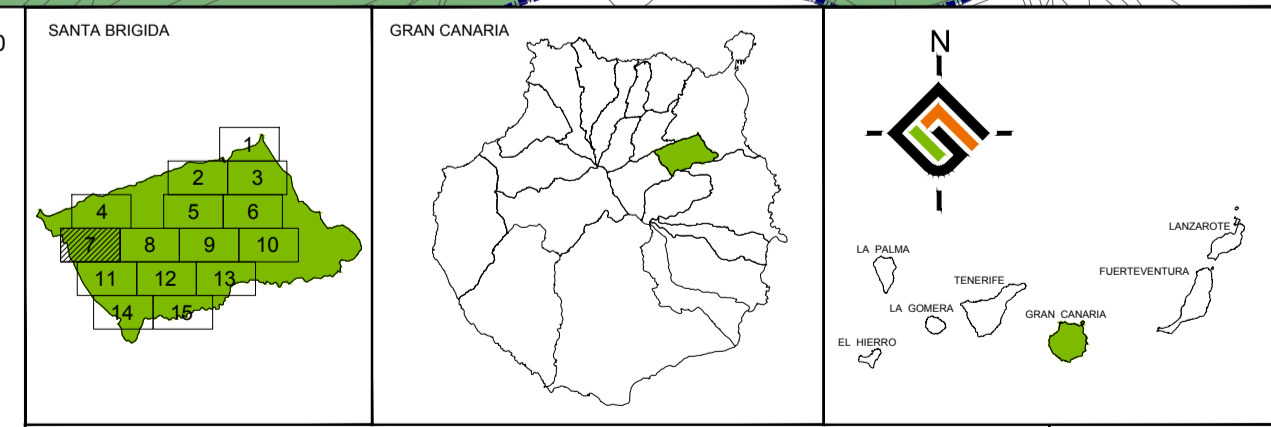 0
SANTA BRIGIDA
1
2 3
4 5 6
7 8 9 10
11 12 13
14 15
GRAN CANARIA
N
LANZAROTE
LA PALMA
FUERTEVENTURA
TENERIFE
LA GOMERA
GRAN CANARIA
EL HIERRO